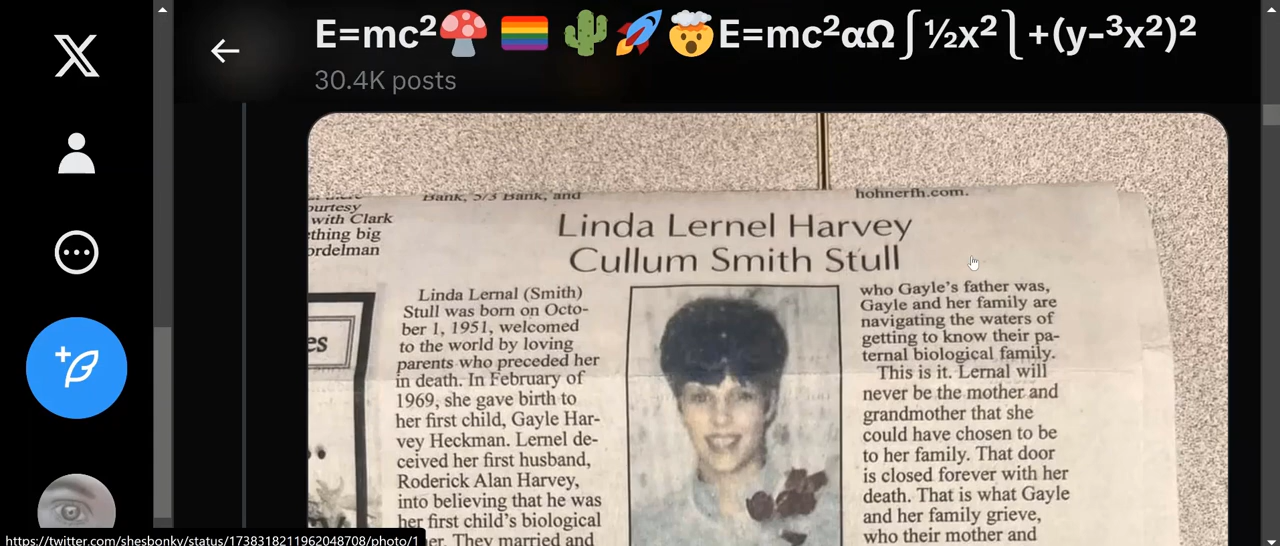 E=mc²🍄 🏳️‍🌈 🌵🚀🤯E=mc²αΩ⌠½x²⎱+(y-³x²)²
30.4K posts
ourtesy
with Clark
thing big
ordelman
Bank, 5/3 Bank, and
hohnerfh.com.
Linda Lernel Harvey
Cullum Smith Stull
es
Linda Lernal (Smith)
Stull was born on Octo-
ber 1, 1951, welcomed
to the world by loving
parents who preceded her
in death. In February of
1969, she gave birth to
her first child, Gayle Har-
vey Heckman. Lernel de-
ceived her first husband,
Roderick Alan Harvey,
into believing that he was
her first child's biological
er. They married and
who Gayle's father was,
Gayle and her family are
navigating the waters of
getting to know their pa-
ternal biological family.
This is it. Lernal will
never be the mother and
grandmother that she
could have chosen to be
to her family. That door
is closed forever with her
death. That is what Gayle
and her family grieve,
who their mother and
https://twitter.com/shesbonky/status/1738318211962048708/photo/1